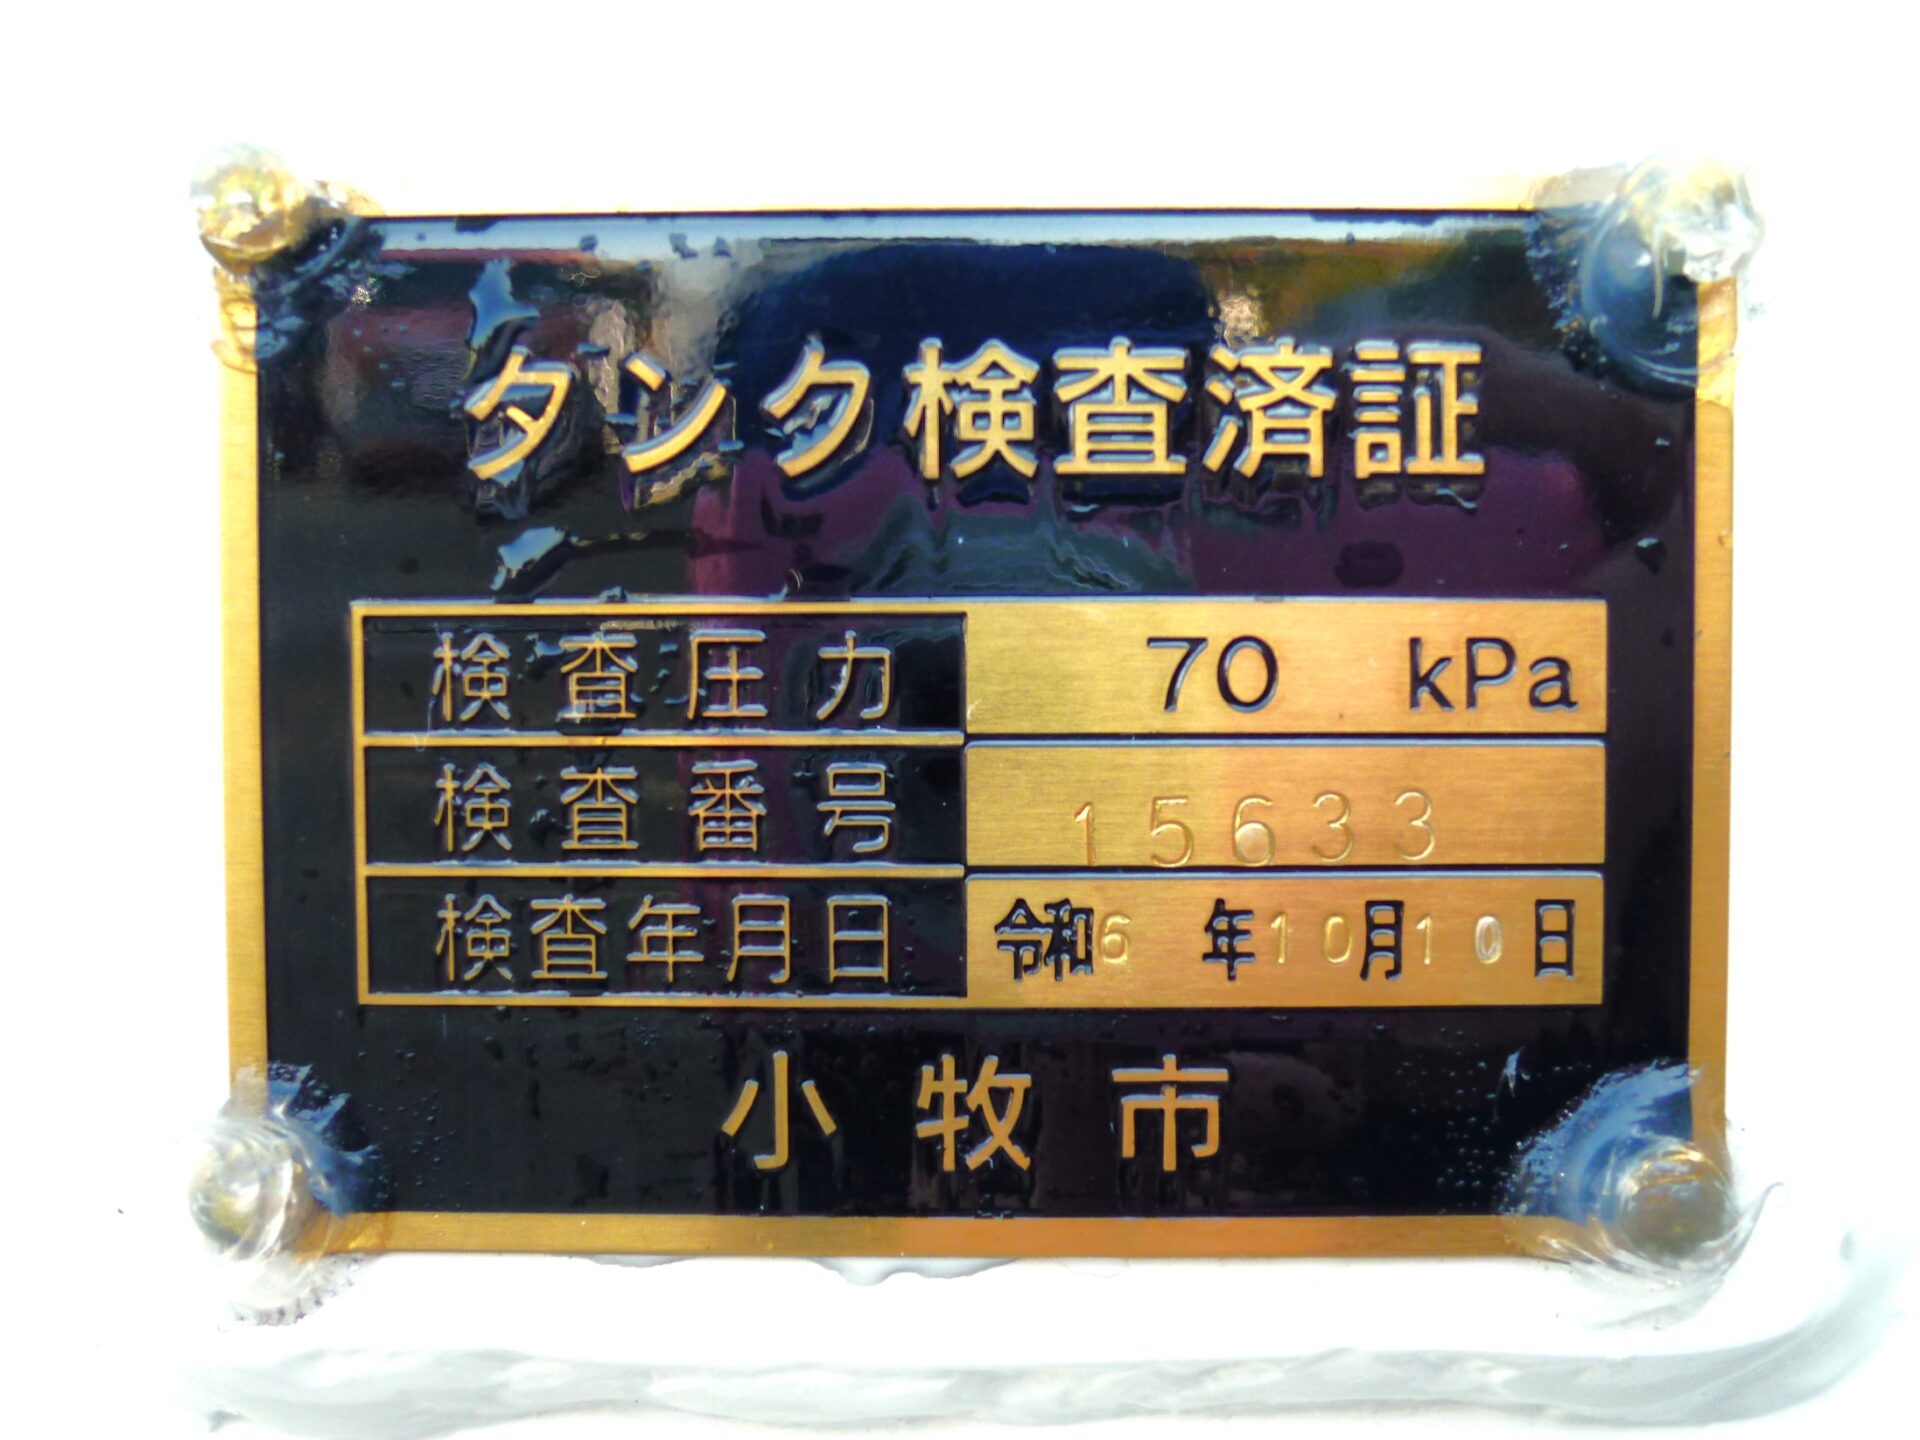 タンク検査済証
検査圧力 70 kPa
検査番号 15633
検査年月日 令和6年10月10日
小牧市